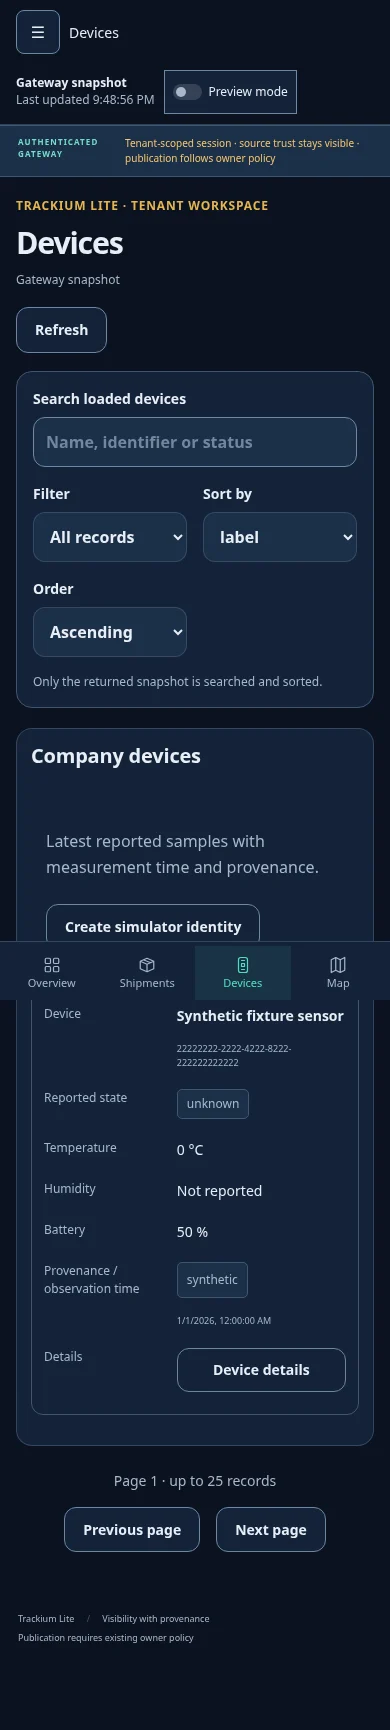 ☰ Devices
Gateway snapshot
Last updated 9:48:56 PM
Preview mode
AUTHENTICATED
GATEWAY
Tenant-scoped session · source trust stays visible ·
publication follows owner policy
TRACKIUM LITE · TENANT WORKSPACE
Devices
Gateway snapshot
Refresh
Search loaded devices
Name, identifier or status
Filter Sort by
All records label
Order
Ascending
Only the returned snapshot is searched and sorted.
Company devices
Latest reported samples with
measurement time and provenance.
Create simulator identity
Overview Shipments Devices Map
Device Synthetic fixture sensor
22222222-2222-4222-8222-
222222222222
Reported state unknown
Temperature 0 °C
Humidity Not reported
Battery 50 %
Provenance /
observation time
synthetic
1/1/2026, 12:00:00 AM
Details Device details
Page 1 · up to 25 records
Previous page Next page
Trackium Lite / Visibility with provenance
Publication requires existing owner policy